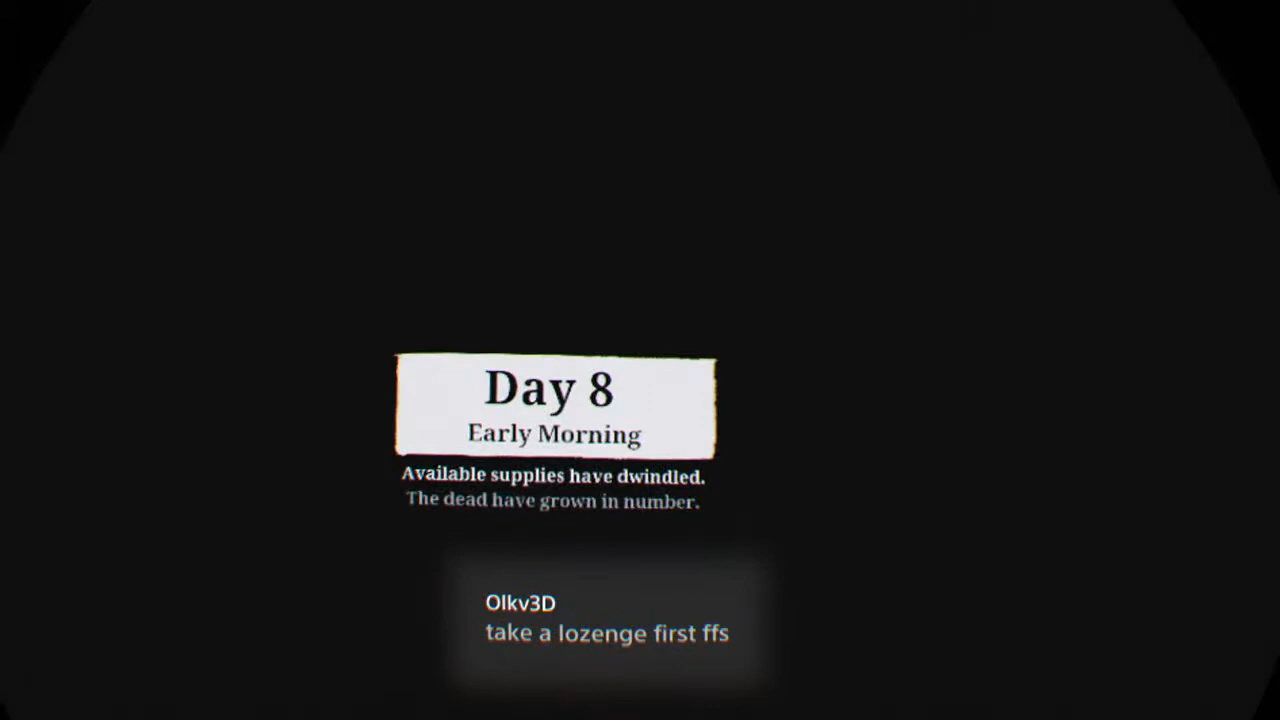 Day 8
Early Morning
Available supplies have dwindled.
The dead have grown in number.
Olkv3D
take a lozenge first ffs